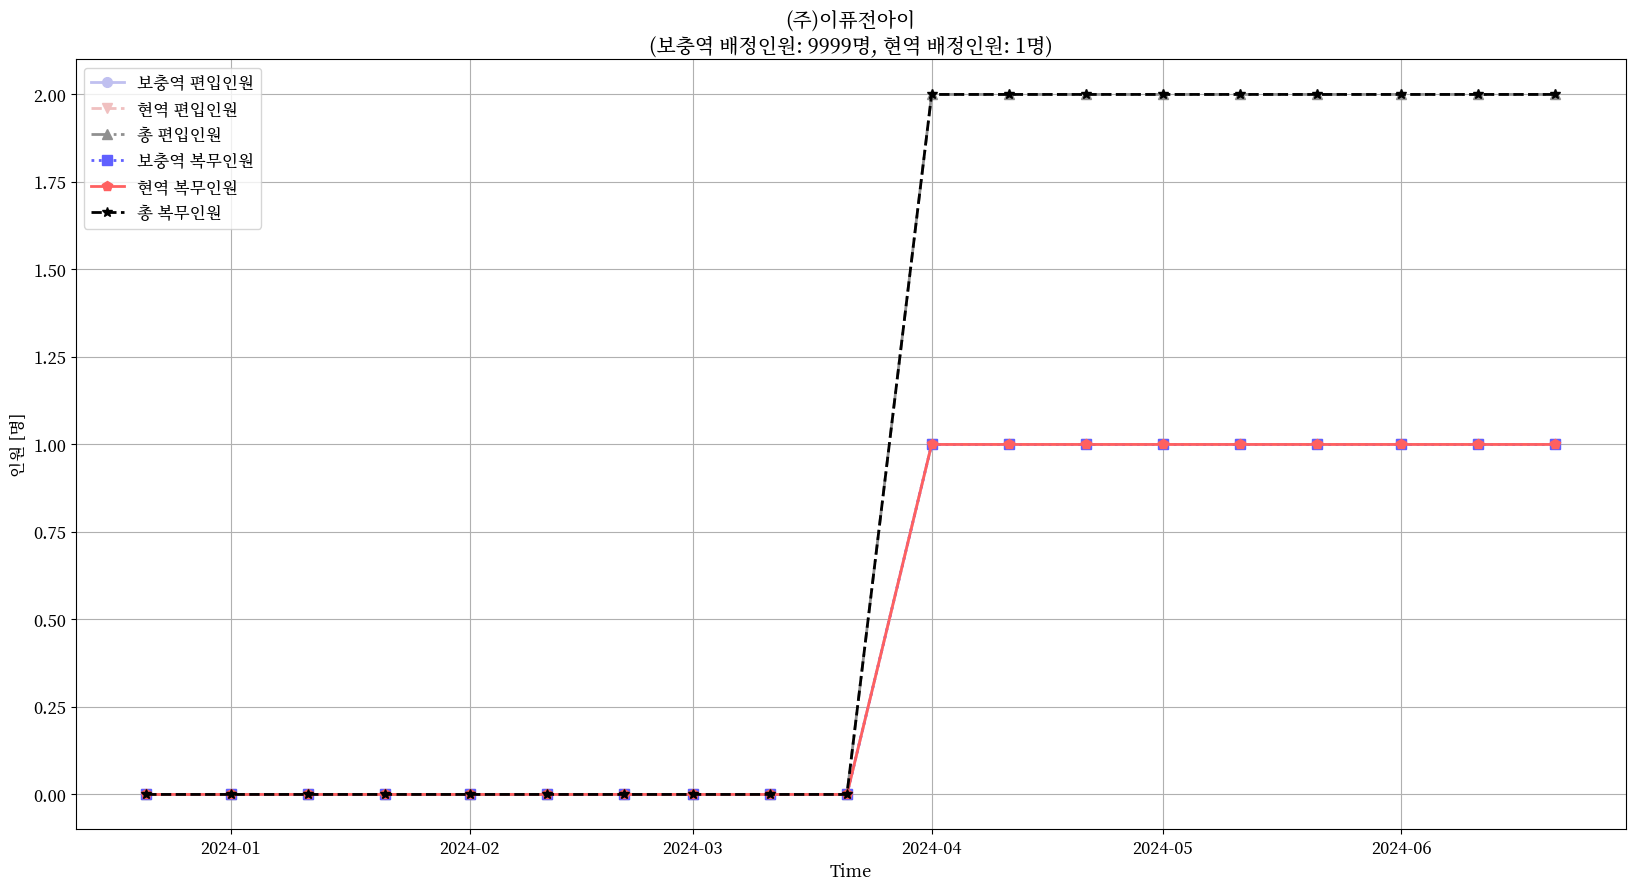 (주)이퓨전아이
(보충역 배정인원: 9999명, 현역 배정인원: 1명)
보충역 편입인원
현역 편입인원
총 편입인원
보충역 복무인원
현역 복무인원
총 복무인원
인원 [명]
2.00
1.75
1.50
1.25
1.00
0.75
0.50
0.25
0.00
2024-01 2024-02 2024-03 2024-04 2024-05 2024-06
Time